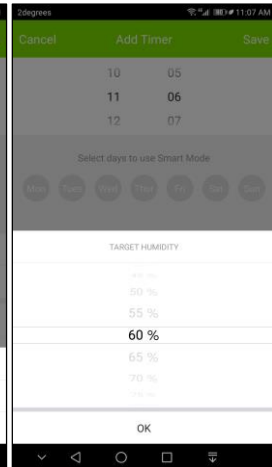 2degrees 11:07 AM
Cancel Add Timer Save
10 05
11 06
12 07
Select days to use Smart Mode
Mon Tues Wed Thur Fri Sat Sun
TARGET HUMIDITY
50 %
55 %
60 %
65 %
70 %
OK